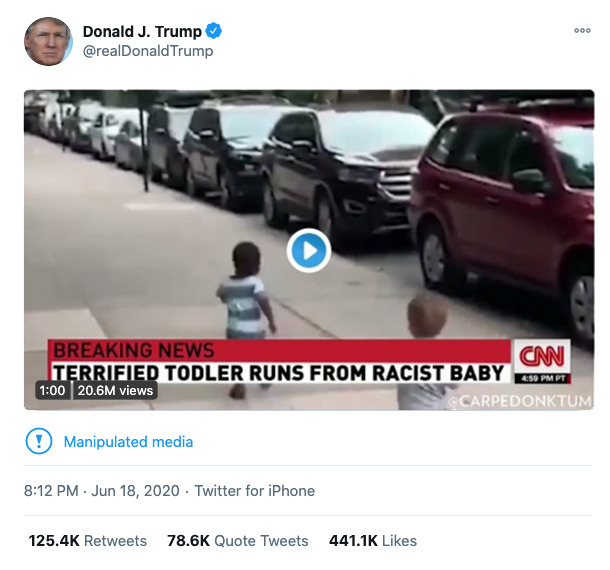 Donald J. Trump
@realDonaldTrump
BREAKING NEWS
TERRIFIED TODLER RUNS FROM RACIST BABY
CNN
4:59 PM PT
1:00 20.6M views
@CARPEDONKTUM
Manipulated media
8:12 PM · Jun 18, 2020 · Twitter for iPhone
125.4K Retweets 78.6K Quote Tweets 441.1K Likes